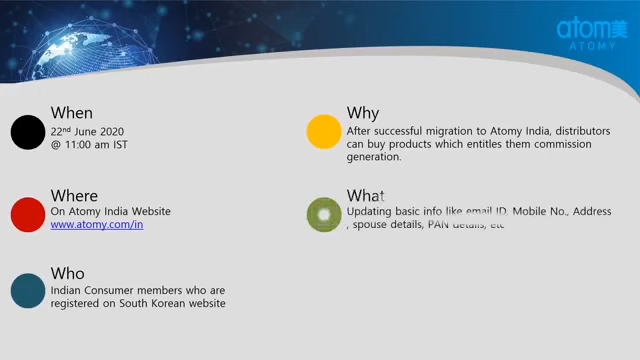 atom美
ATOMY
When
22nd June 2020
@ 11:00 am IST
Where
On Atomy India Website
www.atomy.com/in
Who
Indian Consumer members who are
registered on South Korean website
Why
After successful migration to Atomy India, distributors
can buy products which entitles them commission
generation.
What
Updating basic info like email ID, Mobile No., Address
, spouse details, PAN details, etc